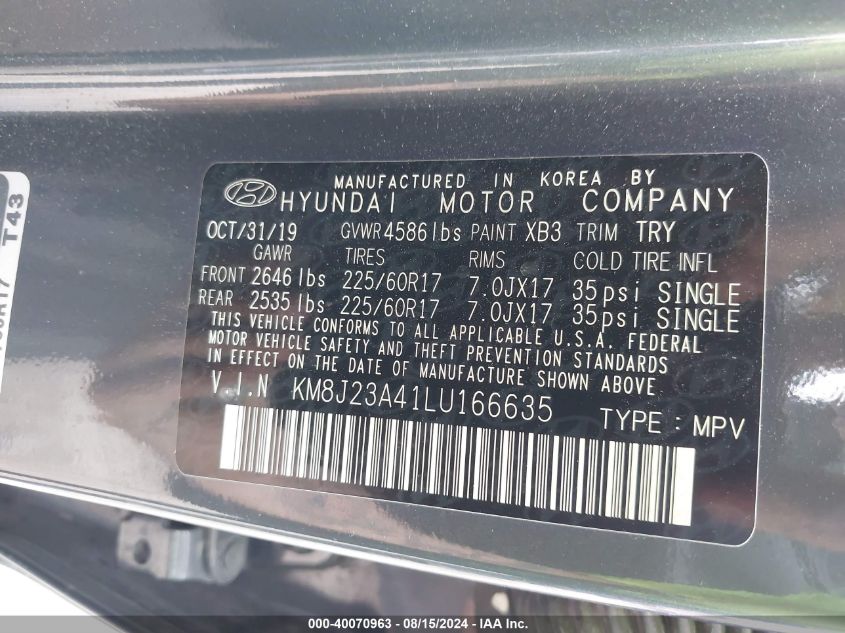 MANUFACTURED IN KOREA BY
HYUNDAI MOTOR COMPANY
OCT/31/19 GVWR 4586 lbs PAINT XB3 TRIM TRY
GAWR TIRES RIMS COLD TIRE INFL
FRONT 2646 lbs 225/60R17 7.0JX17 35psi SINGLE
REAR 2535 lbs 225/60R17 7.0JX17 35psi SINGLE
THIS VEHICLE CONFORMS TO ALL APPLICABLE U.S.A. FEDERAL
MOTOR VEHICLE SAFETY AND THEFT PREVENTION STANDARDS
IN EFFECT ON THE DATE OF MANUFACTURE SHOWN ABOVE
V.I.N KM8J23A41LU166635 TYPE : MPV
T43
000-40070963 - 08/15/2024 - IAA Inc.